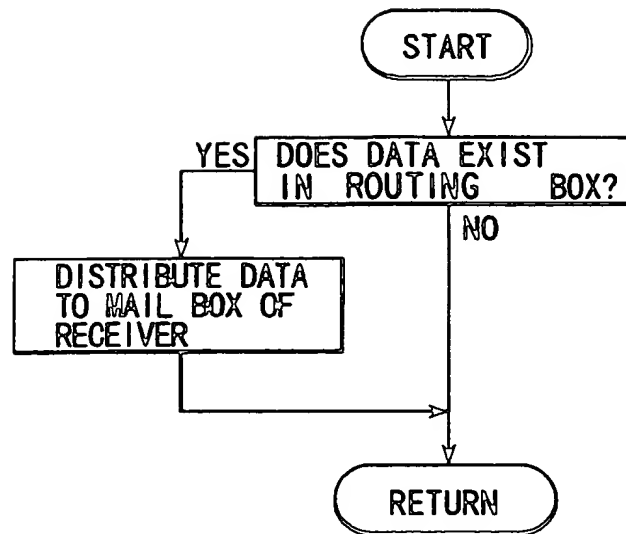 START
YES
DOES DATA EXIST
IN ROUTING BOX?
NO
DISTRIBUTE DATA
TO MAIL BOX OF
RECEIVER
RETURN